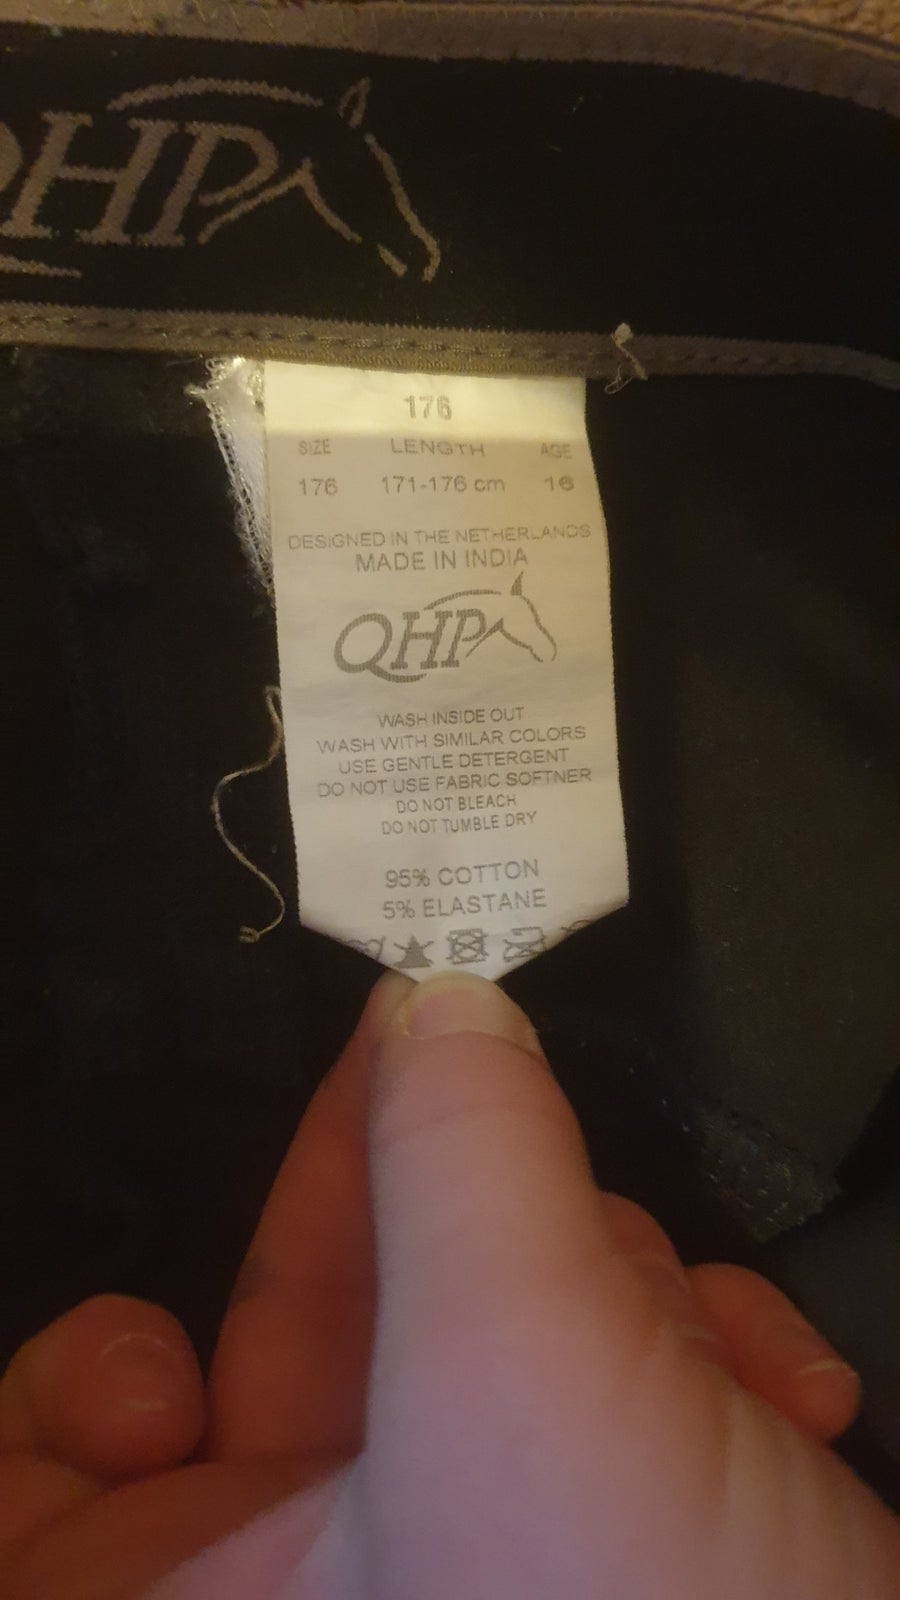 QHP
176
SIZE LENGTH AGE
176 171-176 cm 16
DESIGNED IN THE NETHERLANDS
MADE IN INDIA
QHP
WASH INSIDE OUT
WASH WITH SIMILAR COLORS
USE GENTLE DETERGENT
DO NOT USE FABRIC SOFTNER
DO NOT BLEACH
DO NOT TUMBLE DRY
95% COTTON
5% ELASTANE